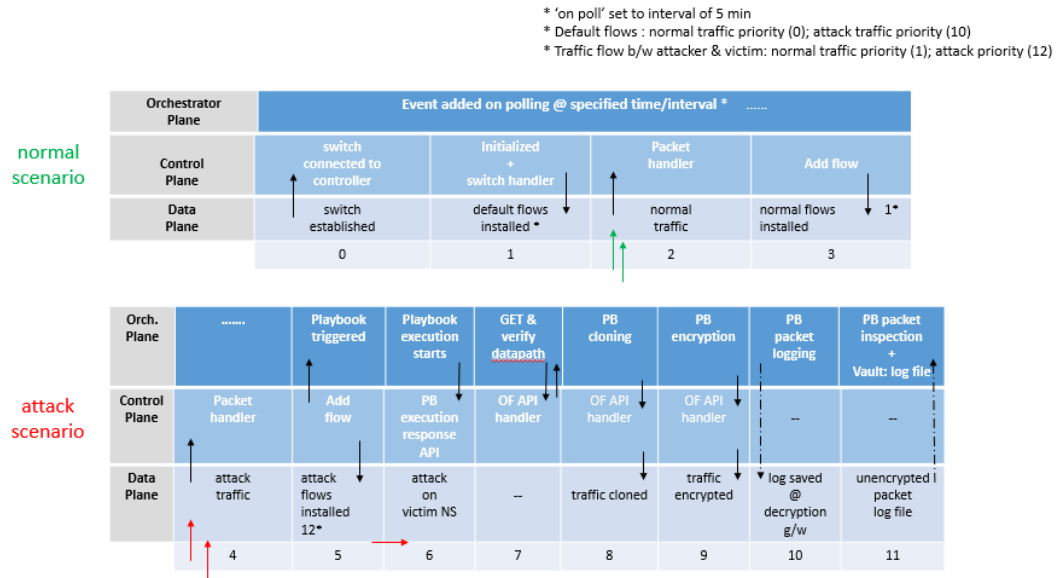 * 'on poll' set to interval of 5 min
* Default flows : normal traffic priority (0); attack traffic priority (10)
* Traffic flow b/w attacker & victim: normal traffic priority (1); attack priority (12)
normal
scenario
Orchestrator
Plane
Event added on polling @ specified time/interval * ......
Control
Plane
switch
connected to
controller
Initialized
+
switch handler
Packet
handler
Add flow
Data
Plane
switch
established
default flows
installed *
normal
traffic
normal flows
installed
1*
0
1
2
3
attack
scenario
Orch.
Plane
.......
Playbook
triggered
Playbook
execution
starts
GET &
verify
datapath
PB
cloning
PB
encryption
PB
packet
logging
PB packet
inspection
+
Vault: log file
Control
Plane
Packet
handler
Add
flow
PB
execution
response
API
OF API
handler
OF API
handler
OF API
handler
--
--
Data
Plane
attack
traffic
attack
flows
installed
12*
attack
on
victim NS
--
traffic cloned
traffic
encrypted
log saved
@
decryption
g/w
unencrypted
packet
log file
4
5
6
7
8
9
10
11